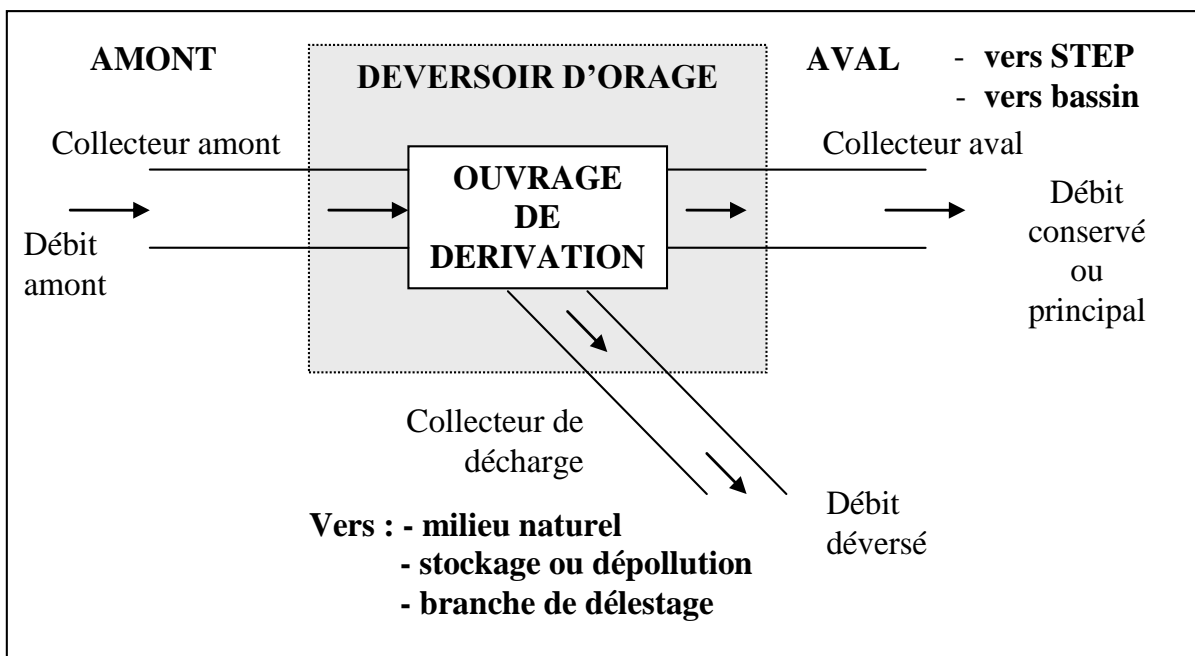 AMONT
DEVERSOIR D'ORAGE
AVAL
- vers STEP
- vers bassin
Collecteur amont
Collecteur aval
OUVRAGE
DE
DERIVATION
Débit
amont
Débit
conservé
ou
principal
Collecteur de
décharge
Débit
déversé
Vers : - milieu naturel
- stockage ou dépollution
- branche de délestage